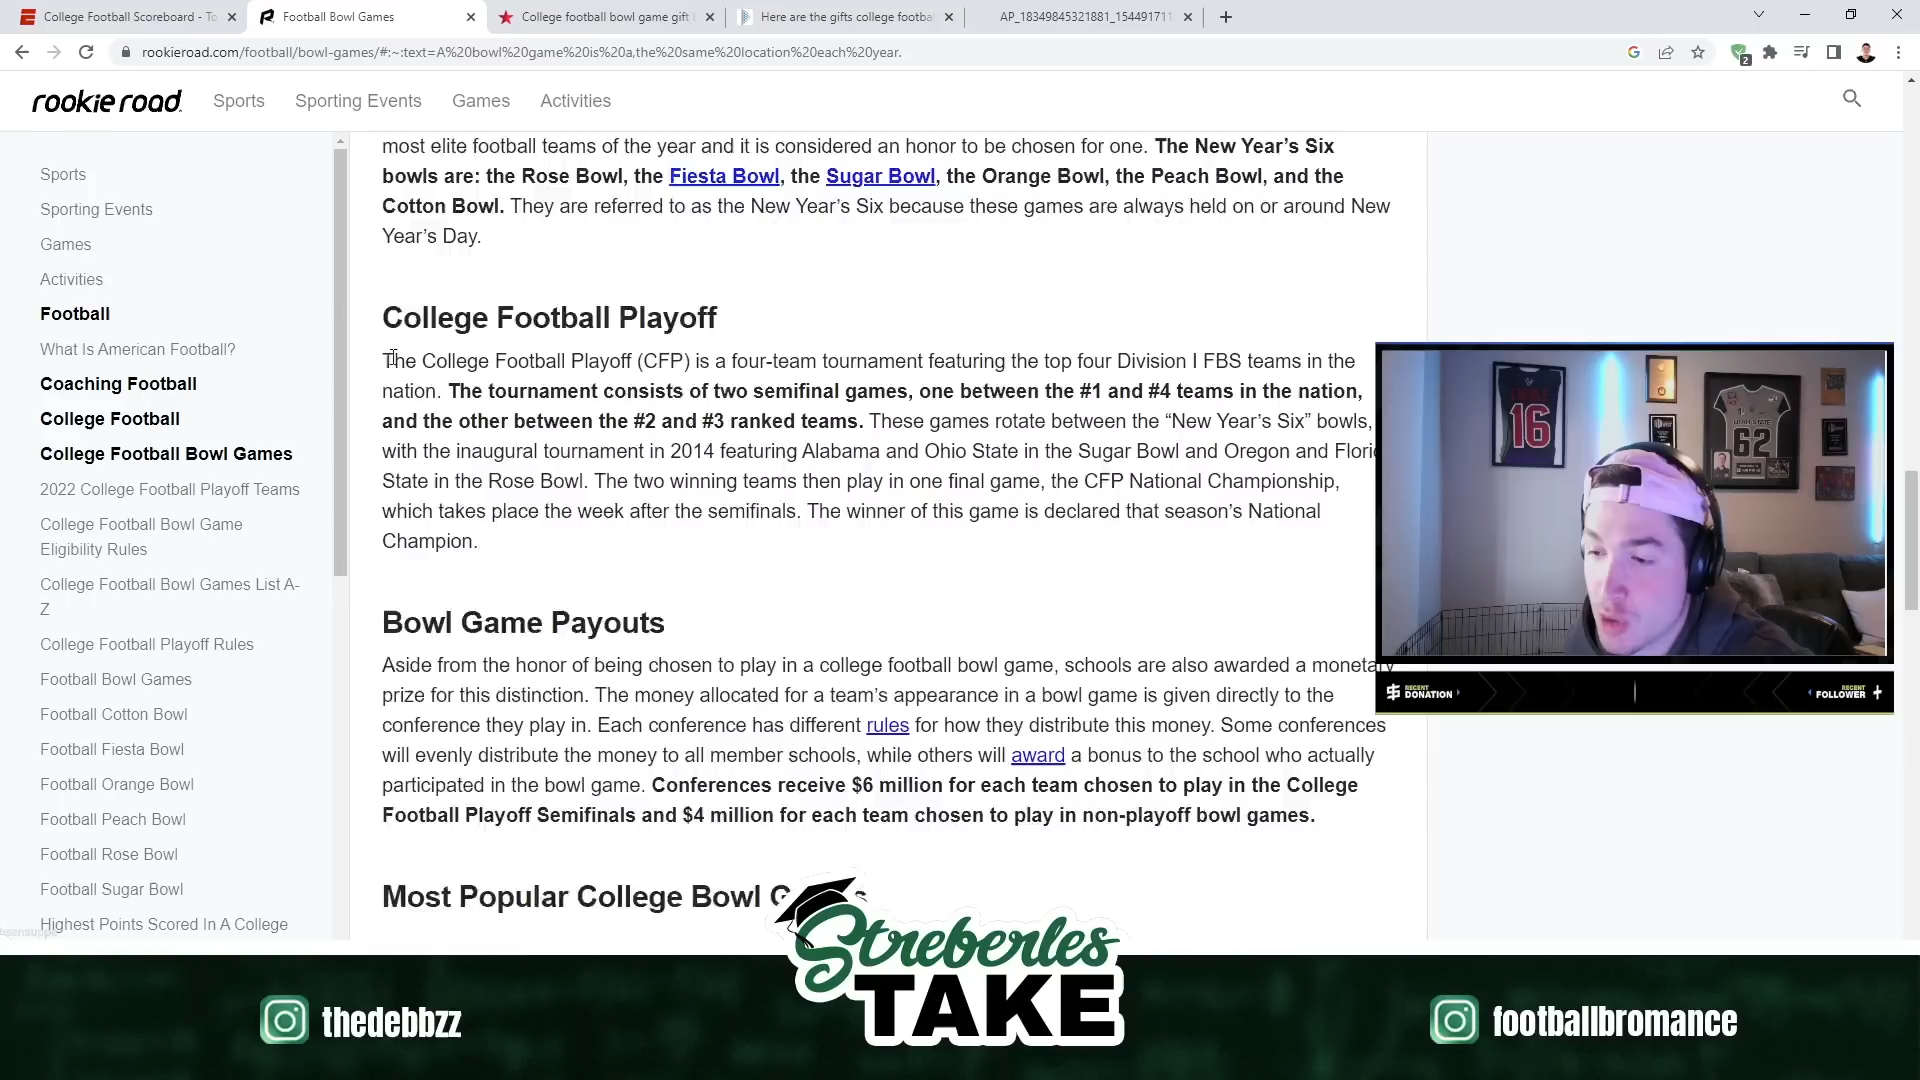 College Football Scoreboard - To
Football Bowl Games
College football bowl game gift
Here are the gifts college footba
AP_18349845321881_154491711
rookieroad.com/football/bowl-games/#:~:text=A%20bowl%20game%20is%20a,the%20same%20location%20each%20year.
2
rookie road
Sports
Sporting Events
Games
Activities
Sports
Sporting Events
Games
Activities
Football
What Is American Football?
Coaching Football
College Football
College Football Bowl Games
2022 College Football Playoff Teams
College Football Bowl Game
Eligibility Rules
College Football Bowl Games List A-
Z
College Football Playoff Rules
Football Bowl Games
Football Cotton Bowl
Football Fiesta Bowl
Football Orange Bowl
Football Peach Bowl
Football Rose Bowl
Football Sugar Bowl
Highest Points Scored In A College
most elite football teams of the year and it is considered an honor to be chosen for one. The New Year’s Six
bowls are: the Rose Bowl, the Fiesta Bowl, the Sugar Bowl, the Orange Bowl, the Peach Bowl, and the
Cotton Bowl. They are referred to as the New Year’s Six because these games are always held on or around New
Year’s Day.
College Football Playoff
The College Football Playoff (CFP) is a four-team tournament featuring the top four Division I FBS teams in the
nation. The tournament consists of two semifinal games, one between the #1 and #4 teams in the nation,
and the other between the #2 and #3 ranked teams. These games rotate between the “New Year’s Six” bowls,
with the inaugural tournament in 2014 featuring Alabama and Ohio State in the Sugar Bowl and Oregon and Flori
State in the Rose Bowl. The two winning teams then play in one final game, the CFP National Championship,
which takes place the week after the semifinals. The winner of this game is declared that season’s National
Champion.
Bowl Game Payouts
Aside from the honor of being chosen to play in a college football bowl game, schools are also awarded a monetary
prize for this distinction. The money allocated for a team’s appearance in a bowl game is given directly to the
conference they play in. Each conference has different rules for how they distribute this money. Some conferences
will evenly distribute the money to all member schools, while others will award a bonus to the school who actually
participated in the bowl game. Conferences receive $6 million for each team chosen to play in the College
Football Playoff Semifinals and $4 million for each team chosen to play in non-playoff bowl games.
Most Popular College Bowl G
16
62
RECENT
DONATION
RECENT
FOLLOWER
Streberles
TAKE
thedebbzz
footballbromance